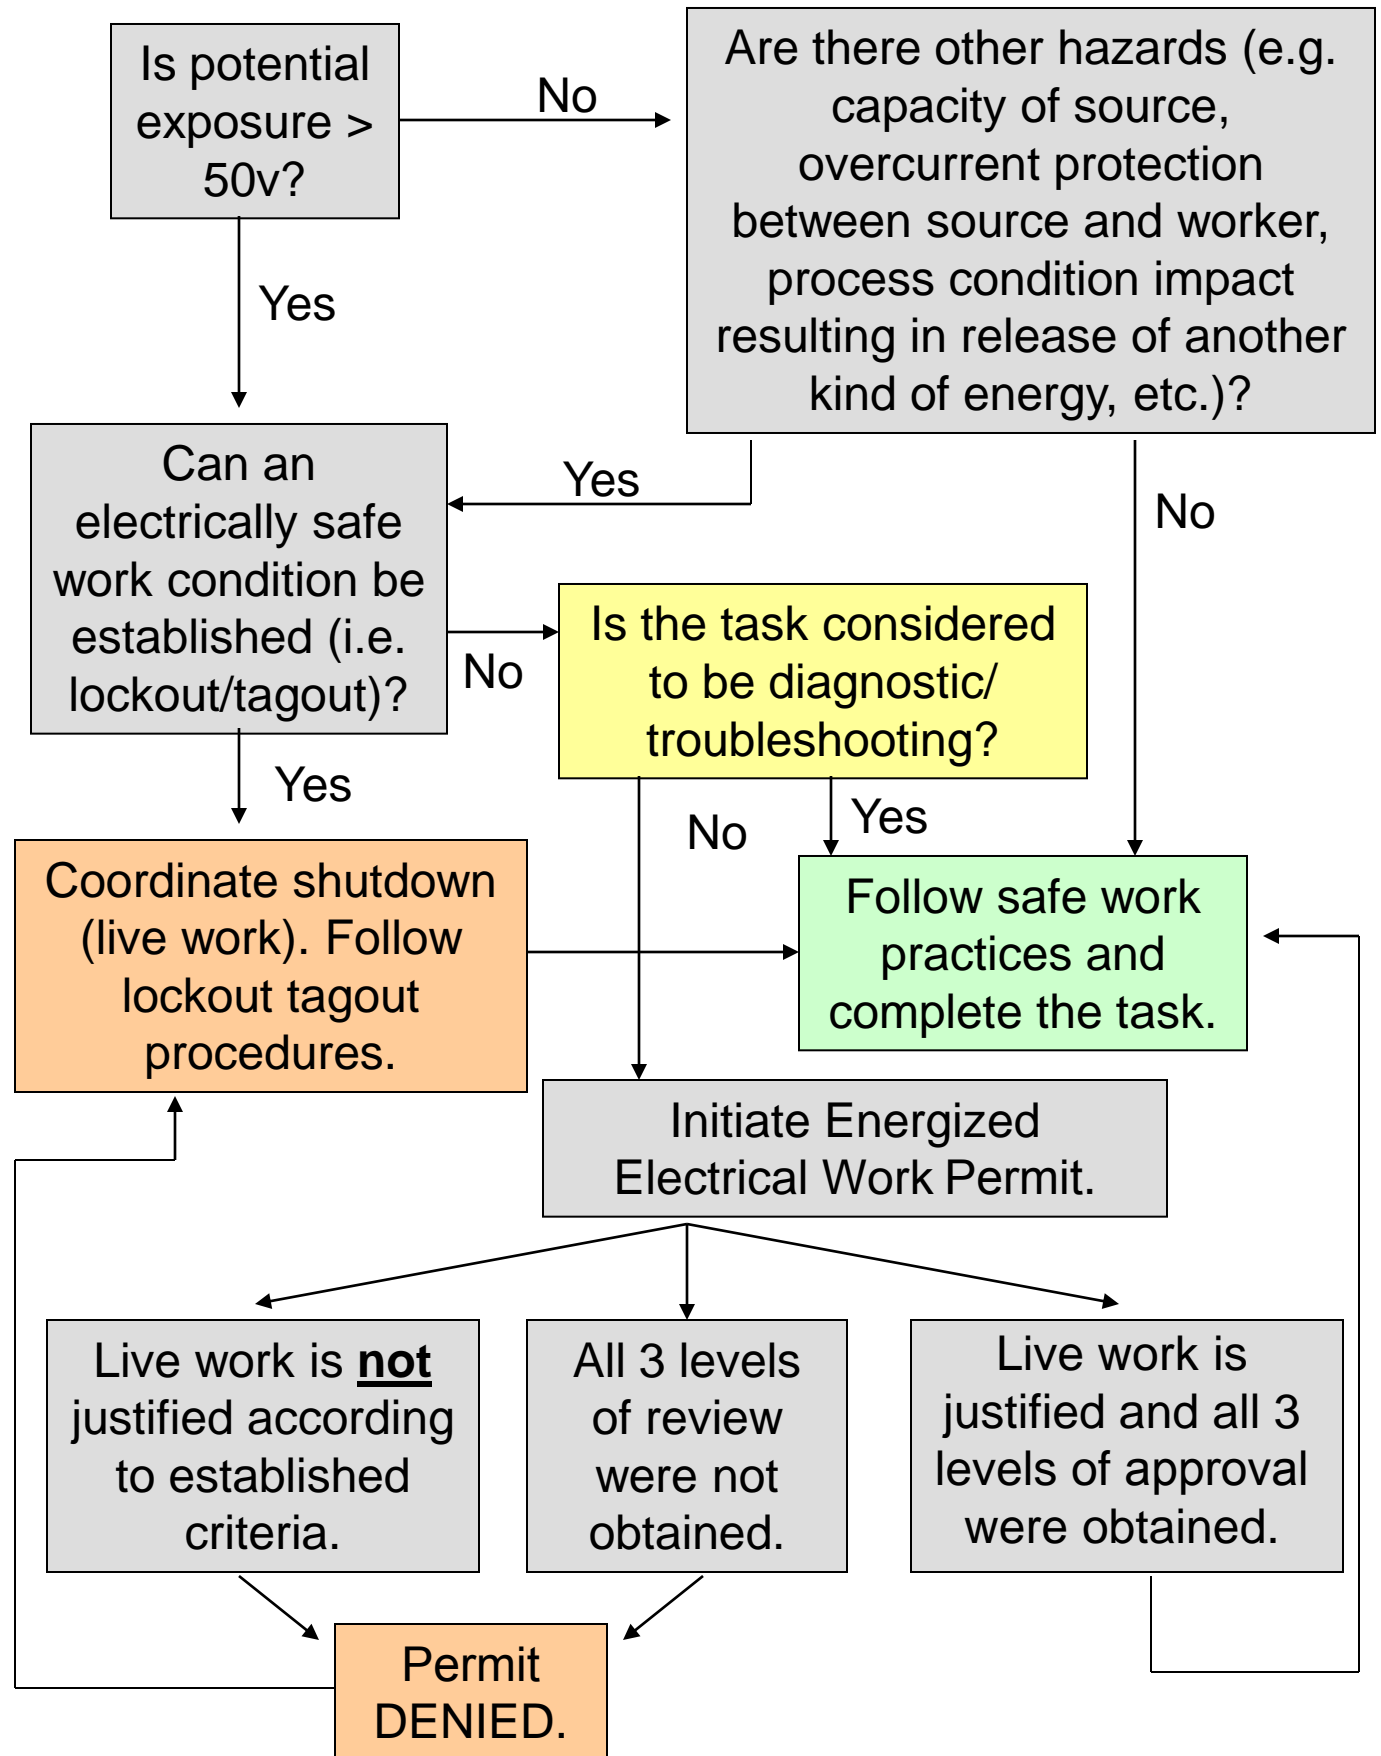 Is potential
exposure >
50v?
No
Are there other hazards (e.g.
capacity of source,
overcurrent protection
between source and worker,
process condition impact
resulting in release of another
kind of energy, etc.)?
Yes
Yes
No
Can an
electrically safe
work condition be
established (i.e.
lockout/tagout)?
No
Is the task considered
to be diagnostic/
troubleshooting?
Yes
No
Yes
Coordinate shutdown
(live work). Follow
lockout tagout
procedures.
Follow safe work
practices and
complete the task.
Initiate Energized
Electrical Work Permit.
Live work is not
justified according
to established
criteria.
All 3 levels
of review
were not
obtained.
Live work is
justified and all 3
levels of approval
were obtained.
Permit
DENIED.